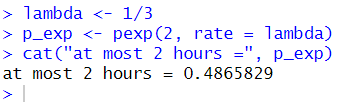 > lambda <- 1/3
> p_exp <- pexp(2, rate = lambda)
> cat("at most 2 hours =", p_exp)
at most 2 hours = 0.4865829
>